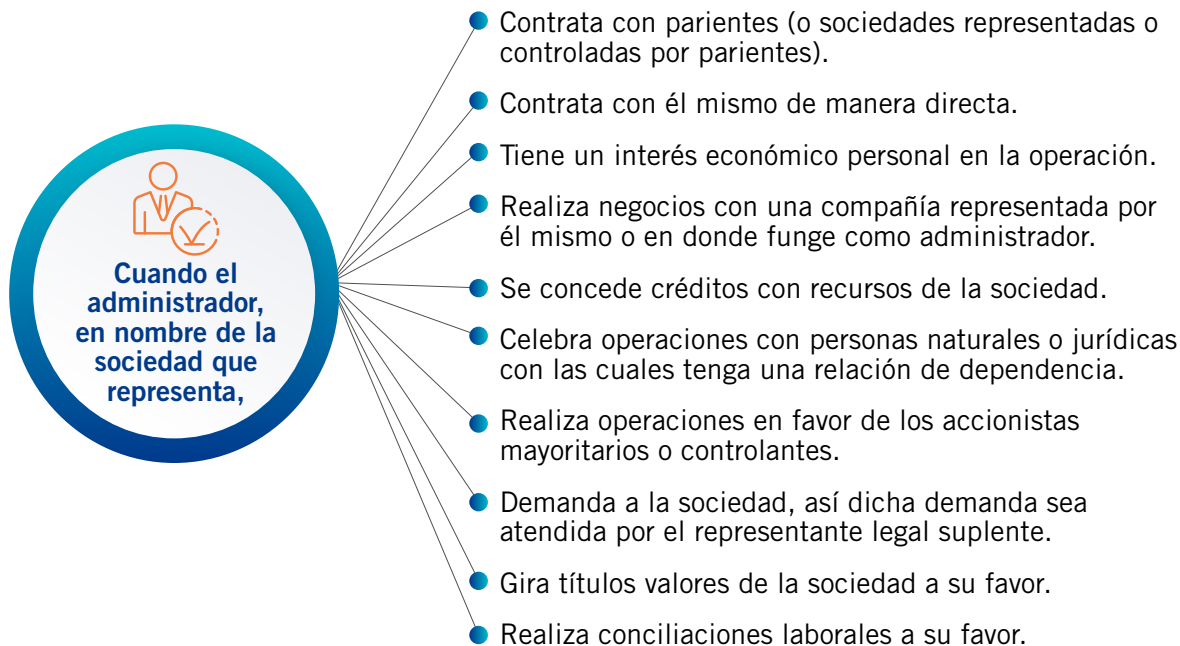 Cuando el
administrador,
en nombre de la
sociedad que
representa,
Contrata con parientes (o sociedades representadas o
controladas por parientes).
Contrata con él mismo de manera directa.
Tiene un interés económico personal en la operación.
Realiza negocios con una compañía representada por
él mismo o en donde funge como administrador.
Se concede créditos con recursos de la sociedad.
Celebra operaciones con personas naturales o jurídicas
con las cuales tenga una relación de dependencia.
Realiza operaciones en favor de los accionistas
mayoritarios o controlantes.
Demanda a la sociedad, así dicha demanda sea
atendida por el representante legal suplente.
Gira títulos valores de la sociedad a su favor.
Realiza conciliaciones laborales a su favor.